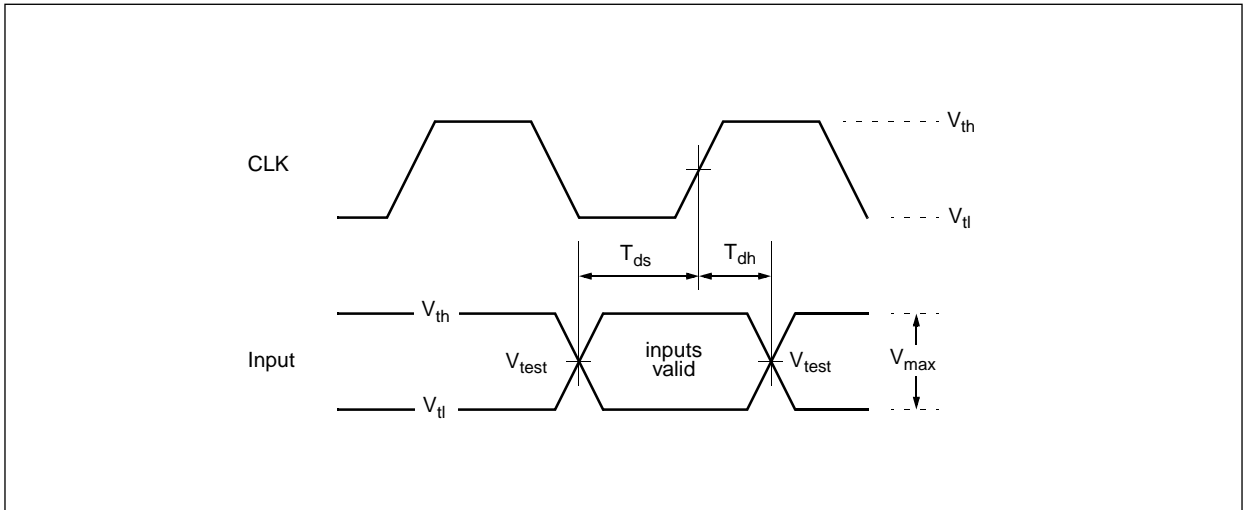 V_th
CLK
V_tl
T_ds
T_dh
V_th
Input
V_test
inputs
valid
V_test
V_max
V_tl